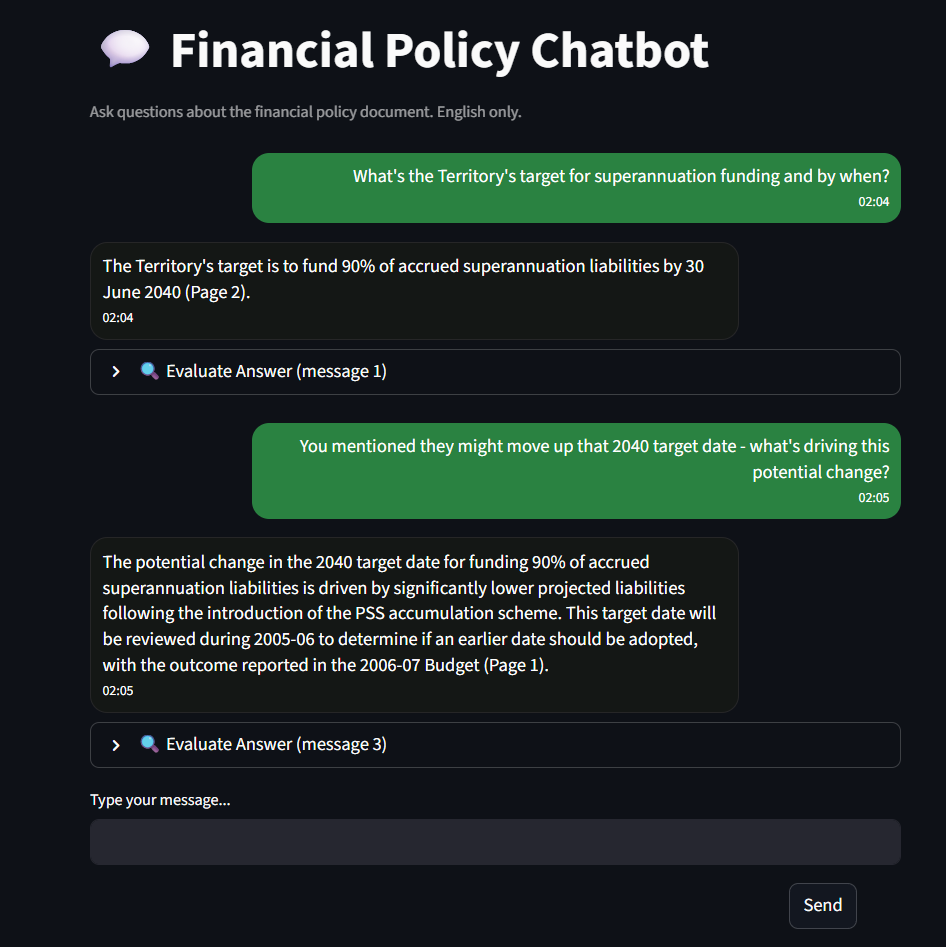 Financial Policy Chatbot
Ask questions about the financial policy document. English only.
What's the Territory's target for superannuation funding and by when?
02:04
The Territory's target is to fund 90% of accrued superannuation liabilities by 30
June 2040 (Page 2).
02:04
Evaluate Answer (message 1)
You mentioned they might move up that 2040 target date - what's driving this
potential change?
02:05
The potential change in the 2040 target date for funding 90% of accrued
superannuation liabilities is driven by significantly lower projected liabilities
following the introduction of the PSS accumulation scheme. This target date will
be reviewed during 2005-06 to determine if an earlier date should be adopted,
with the outcome reported in the 2006-07 Budget (Page 1).
02:05
Evaluate Answer (message 3)
Type your message...
Send